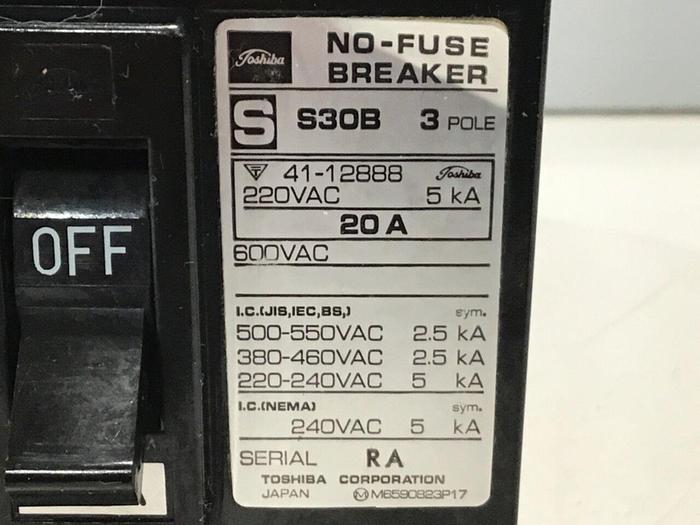 Toshiba
NO-FUSE
BREAKER
S S30B 3 POLE
T 41-12888 Toshiba
220VAC 5 kA
20 A
600VAC
I.C.(JIS,IEC,BS,) sym.
500-550VAC 2.5 kA
380-460VAC 2.5 kA
220-240VAC 5 kA
I.C.(NEMA) sym.
240VAC 5 kA
SERIAL RA
TOSHIBA CORPORATION
JAPAN M M6590823P17
OFF